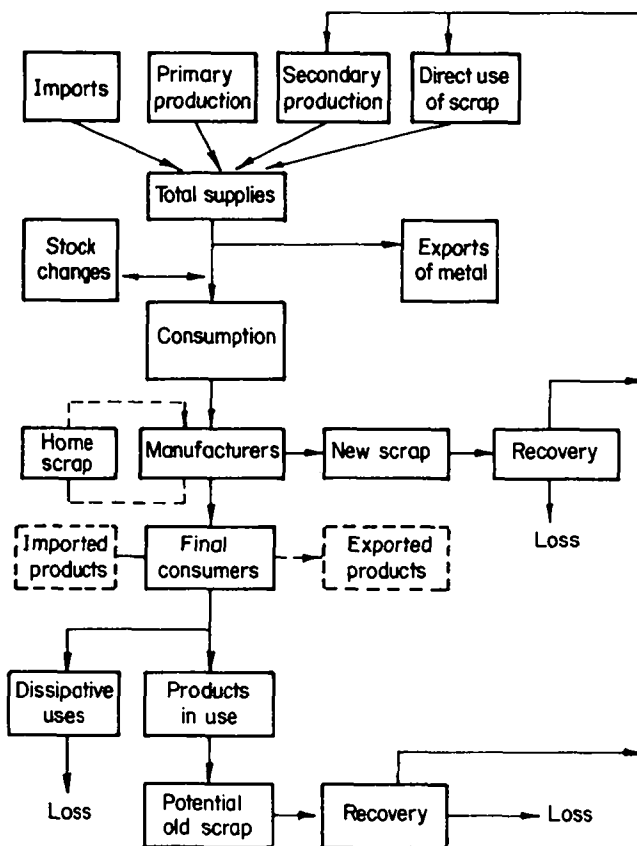 Imports
Primary
production
Secondary
production
Direct use
of scrap
Total supplies
Stock
changes
Exports
of metal
Consumption
Home
scrap
Manufacturers
New scrap
Recovery
Loss
Imported
products
Final
consumers
Exported
products
Dissipative
uses
Products
in use
Loss
Potential
old scrap
Recovery
Loss